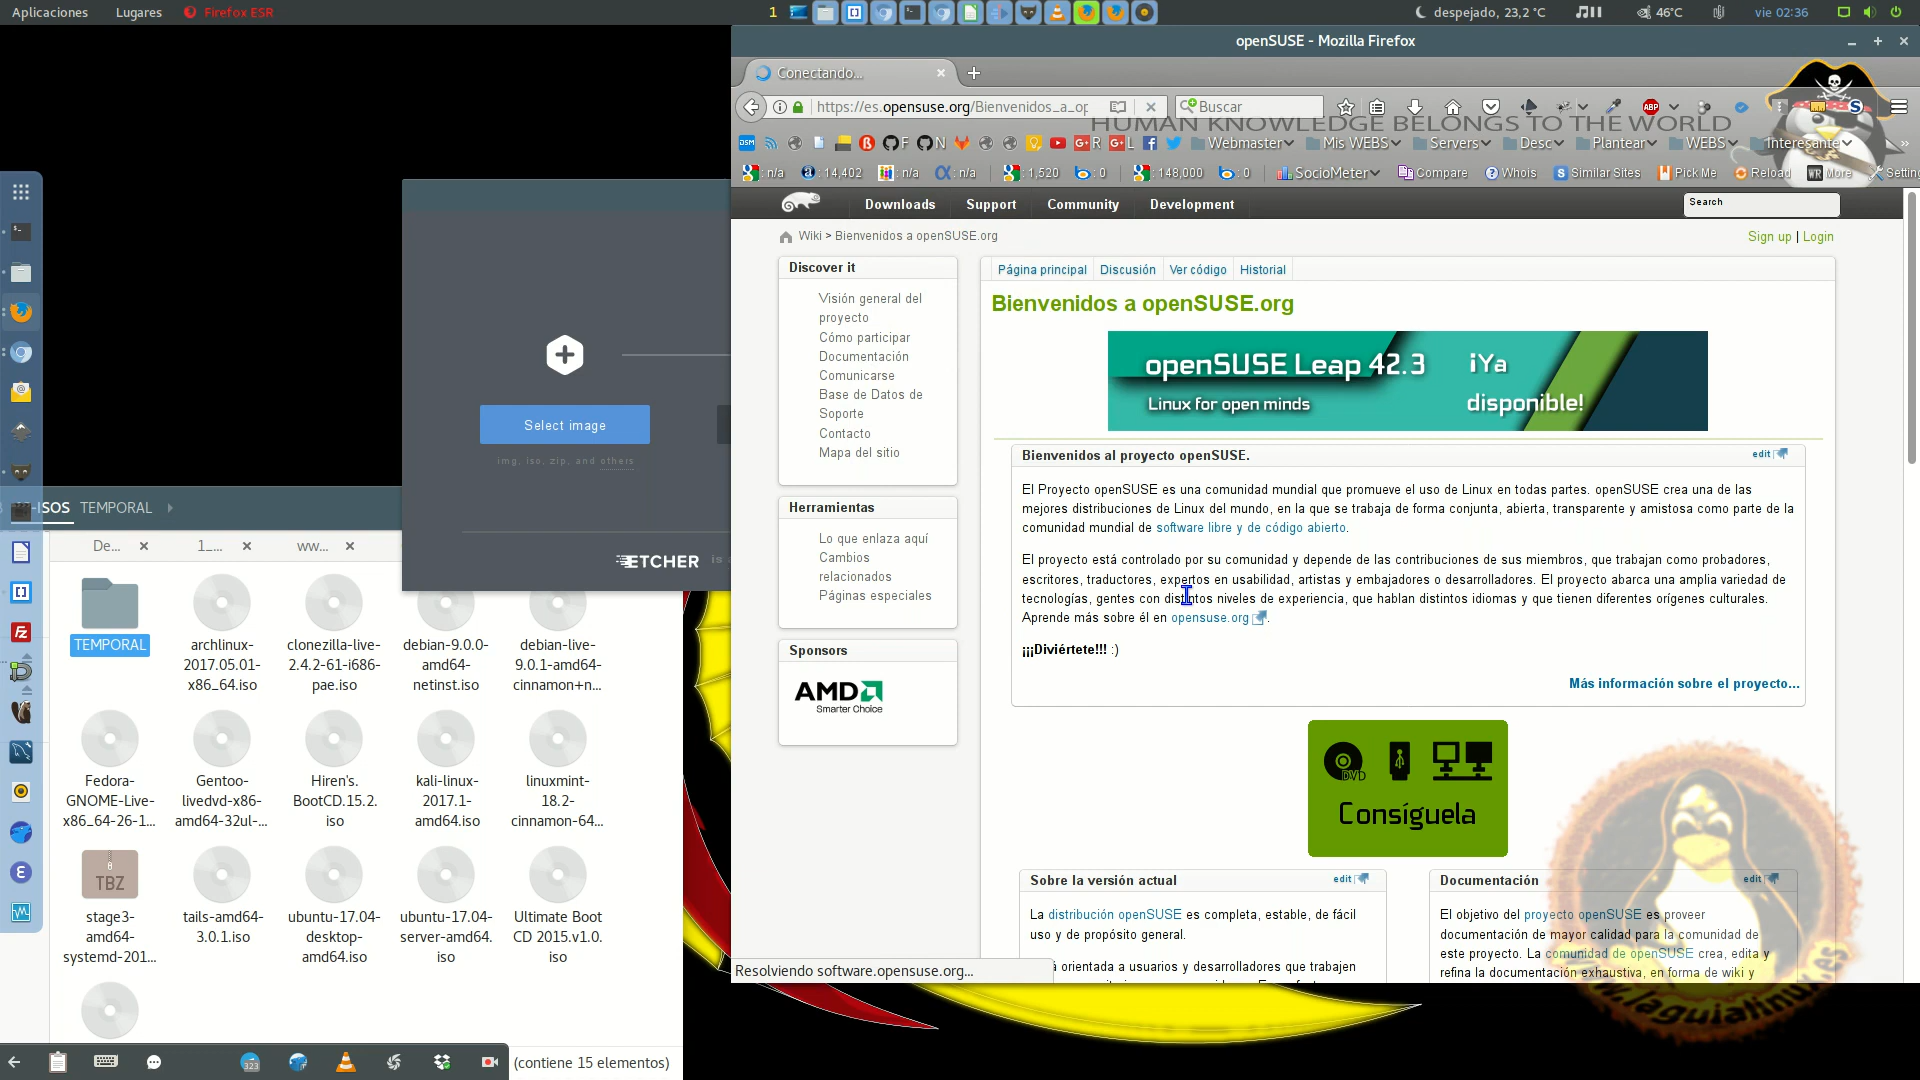 Aplicaciones
Lugares
Firefox ESR
1
despejado, 23,2 °C
46°C
vie 02:36
openSUSE - Mozilla Firefox
Conectando...
https://es.opensuse.org/Bienvenidos_a_op
Buscar
HUMAN KNOWLEDGE BELONGS TO THE WORLD
Webmaster
Mis WEBS
Servers
Desc
Plantear
WEBS
Interesante
: n/a
: 14,402
: n/a
: n/a
: 1,520
: 0
: 148,000
: 0
SocioMeter
Compare
Whois
Similar Sites
Pick Me
Reload
More
Setting
Downloads
Support
Community
Development
Search
Wiki > Bienvenidos a openSUSE.org
Sign up | Login
Discover it
Visión general del
proyecto
Cómo participar
Documentación
Comunicarse
Base de Datos de
Soporte
Contacto
Mapa del sitio
Herramientas
Lo que enlaza aquí
Cambios
relacionados
Páginas especiales
Sponsors
AMD
Smarter Choice
Página principal
Discusión
Ver código
Historial
Bienvenidos a openSUSE.org
openSUSE Leap 42.3
Linux for open minds
¡Ya
disponible!
Bienvenidos al proyecto openSUSE.
edit
El Proyecto openSUSE es una comunidad mundial que promueve el uso de Linux en todas partes. openSUSE crea una de las
mejores distribuciones de Linux del mundo, en la que se trabaja de forma conjunta, abierta, transparente y amistosa como parte de la
comunidad mundial de software libre y de código abierto.
El proyecto está controlado por su comunidad y depende de las contribuciones de sus miembros, que trabajan como probadores,
escritores, traductores, expertos en usabilidad, artistas y embajadores o desarrolladores. El proyecto abarca una amplia variedad de
tecnologías, gentes con distintos niveles de experiencia, que hablan distintos idiomas y que tienen diferentes orígenes culturales.
Aprende más sobre él en opensuse.org.
¡¡¡Diviértete!!! :)
Más información sobre el proyecto...
DVD
Consíguela
Sobre la versión actual
edit
La distribución openSUSE es completa, estable, de fácil
uso y de propósito general.
orientada a usuarios y desarrolladores que trabajen
Documentación
edit
El objetivo del proyecto openSUSE es proveer
documentación de mayor calidad para la comunidad de
este proyecto. La comunidad de openSUSE crea, edita y
refina la documentación exhaustiva, en forma de wiki y
Resolviendo software.opensuse.org...
www.laguialinux.es
Select image
img, iso, zip, and others
ETCHER
is a
-ISOS
TEMPORAL
De...
1_...
ww...
TEMPORAL
archlinux-
2017.05.01-
x86_64.iso
clonezilla-live-
2.4.2-61-i686-
pae.iso
debian-9.0.0-
amd64-
netinst.iso
debian-live-
9.0.1-amd64-
cinnamon+n...
Fedora-
GNOME-Live-
x86_64-26-1...
Gentoo-
livedvd-x86-
amd64-32ul-...
Hiren's.
BootCD.15.2.
iso
kali-linux-
2017.1-
amd64.iso
linuxmint-
18.2-
cinnamon-64...
TBZ
stage3-
amd64-
systemd-201...
tails-amd64-
3.0.1.iso
ubuntu-17.04-
desktop-
amd64.iso
ubuntu-17.04-
server-amd64.
iso
Ultimate Boot
CD 2015.v1.0.
iso
323
(contiene 15 elementos)